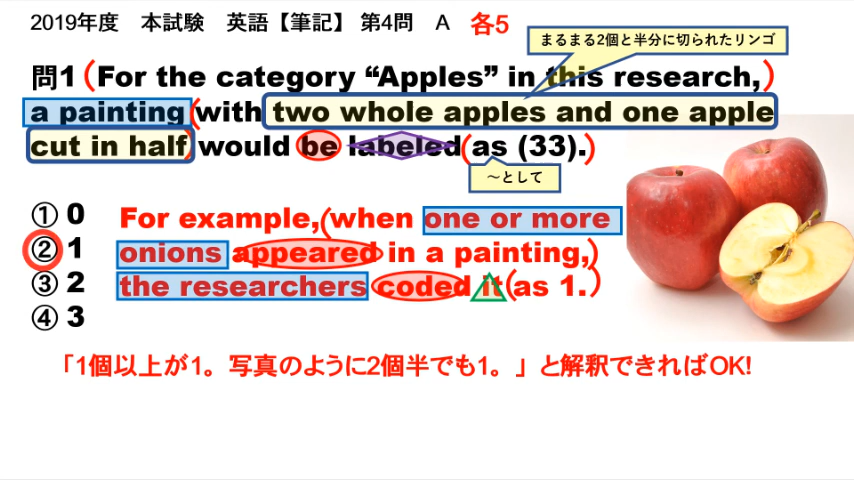 2019年度　本試験　英語【筆記】 第4問　A　各5
まるまる2個と半分に切られたリンゴ
問1 (For the category “Apples” in this research,)
a painting (with two whole apples and one apple
cut in half) would be labeled (as (33).)
～として
① 0
② 1
③ 2
④ 3
For example, (when one or more
onions appeared in a painting,)
the researchers coded it (as 1.)
「1個以上が1。写真のように2個半でも1。」と解釈できればOK!